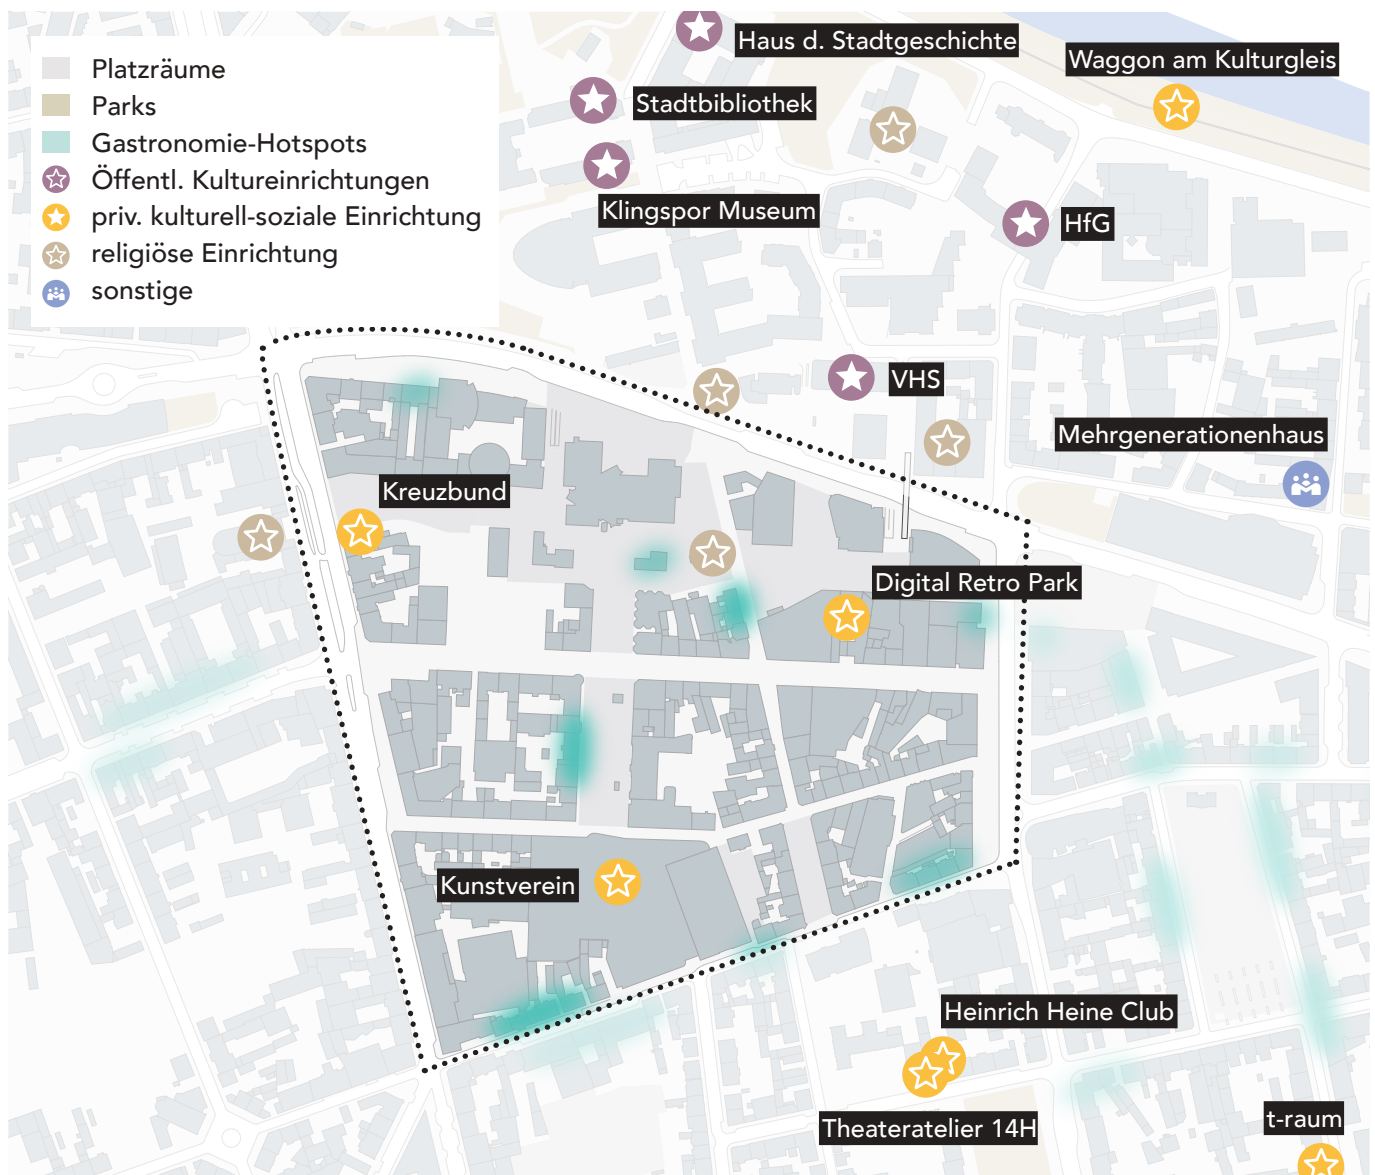 Platzräume
Parks
Gastronomie-Hotspots
Öffentl. Kultureinrichtungen
priv. kulturell-soziale Einrichtung
religiöse Einrichtung
sonstige
Haus d. Stadtgeschichte
Waggon am Kulturgleis
Stadtbibliothek
Klingspor Museum
HfG
VHS
Mehrgenerationenhaus
Kreuzbund
Digital Retro Park
Kunstverein
Heinrich Heine Club
Theateratelier 14H
t-raum